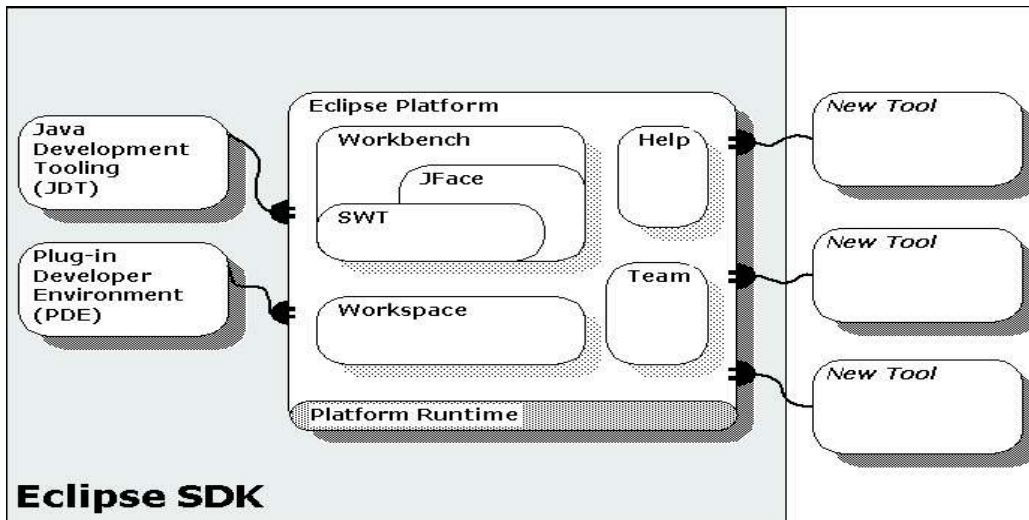 Java
Development
Tooling
(JDT)
Plug-in
Developer
Environment
(PDE)
Eclipse Platform
Workbench
JFace
SWT
Workspace
Help
Team
Platform Runtime
New Tool
New Tool
New Tool
Eclipse SDK